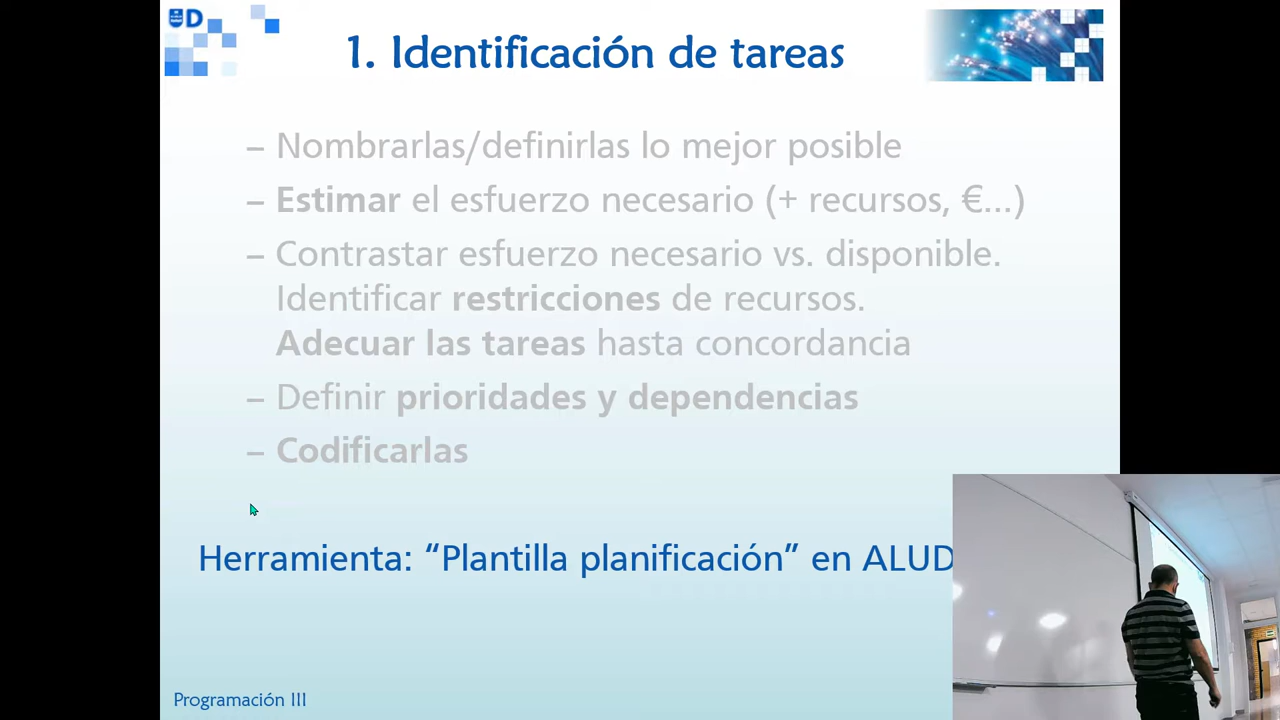 UD
1. Identificación de tareas
– Nombrarlas/definirlas lo mejor posible
– Estimar el esfuerzo necesario (+ recursos, €...)
– Contrastar esfuerzo necesario vs. disponible.
Identificar restricciones de recursos.
Adecuar las tareas hasta concordancia
– Definir prioridades y dependencias
– Codificarlas
Herramienta: “Plantilla planificación” en ALUD
Programación III